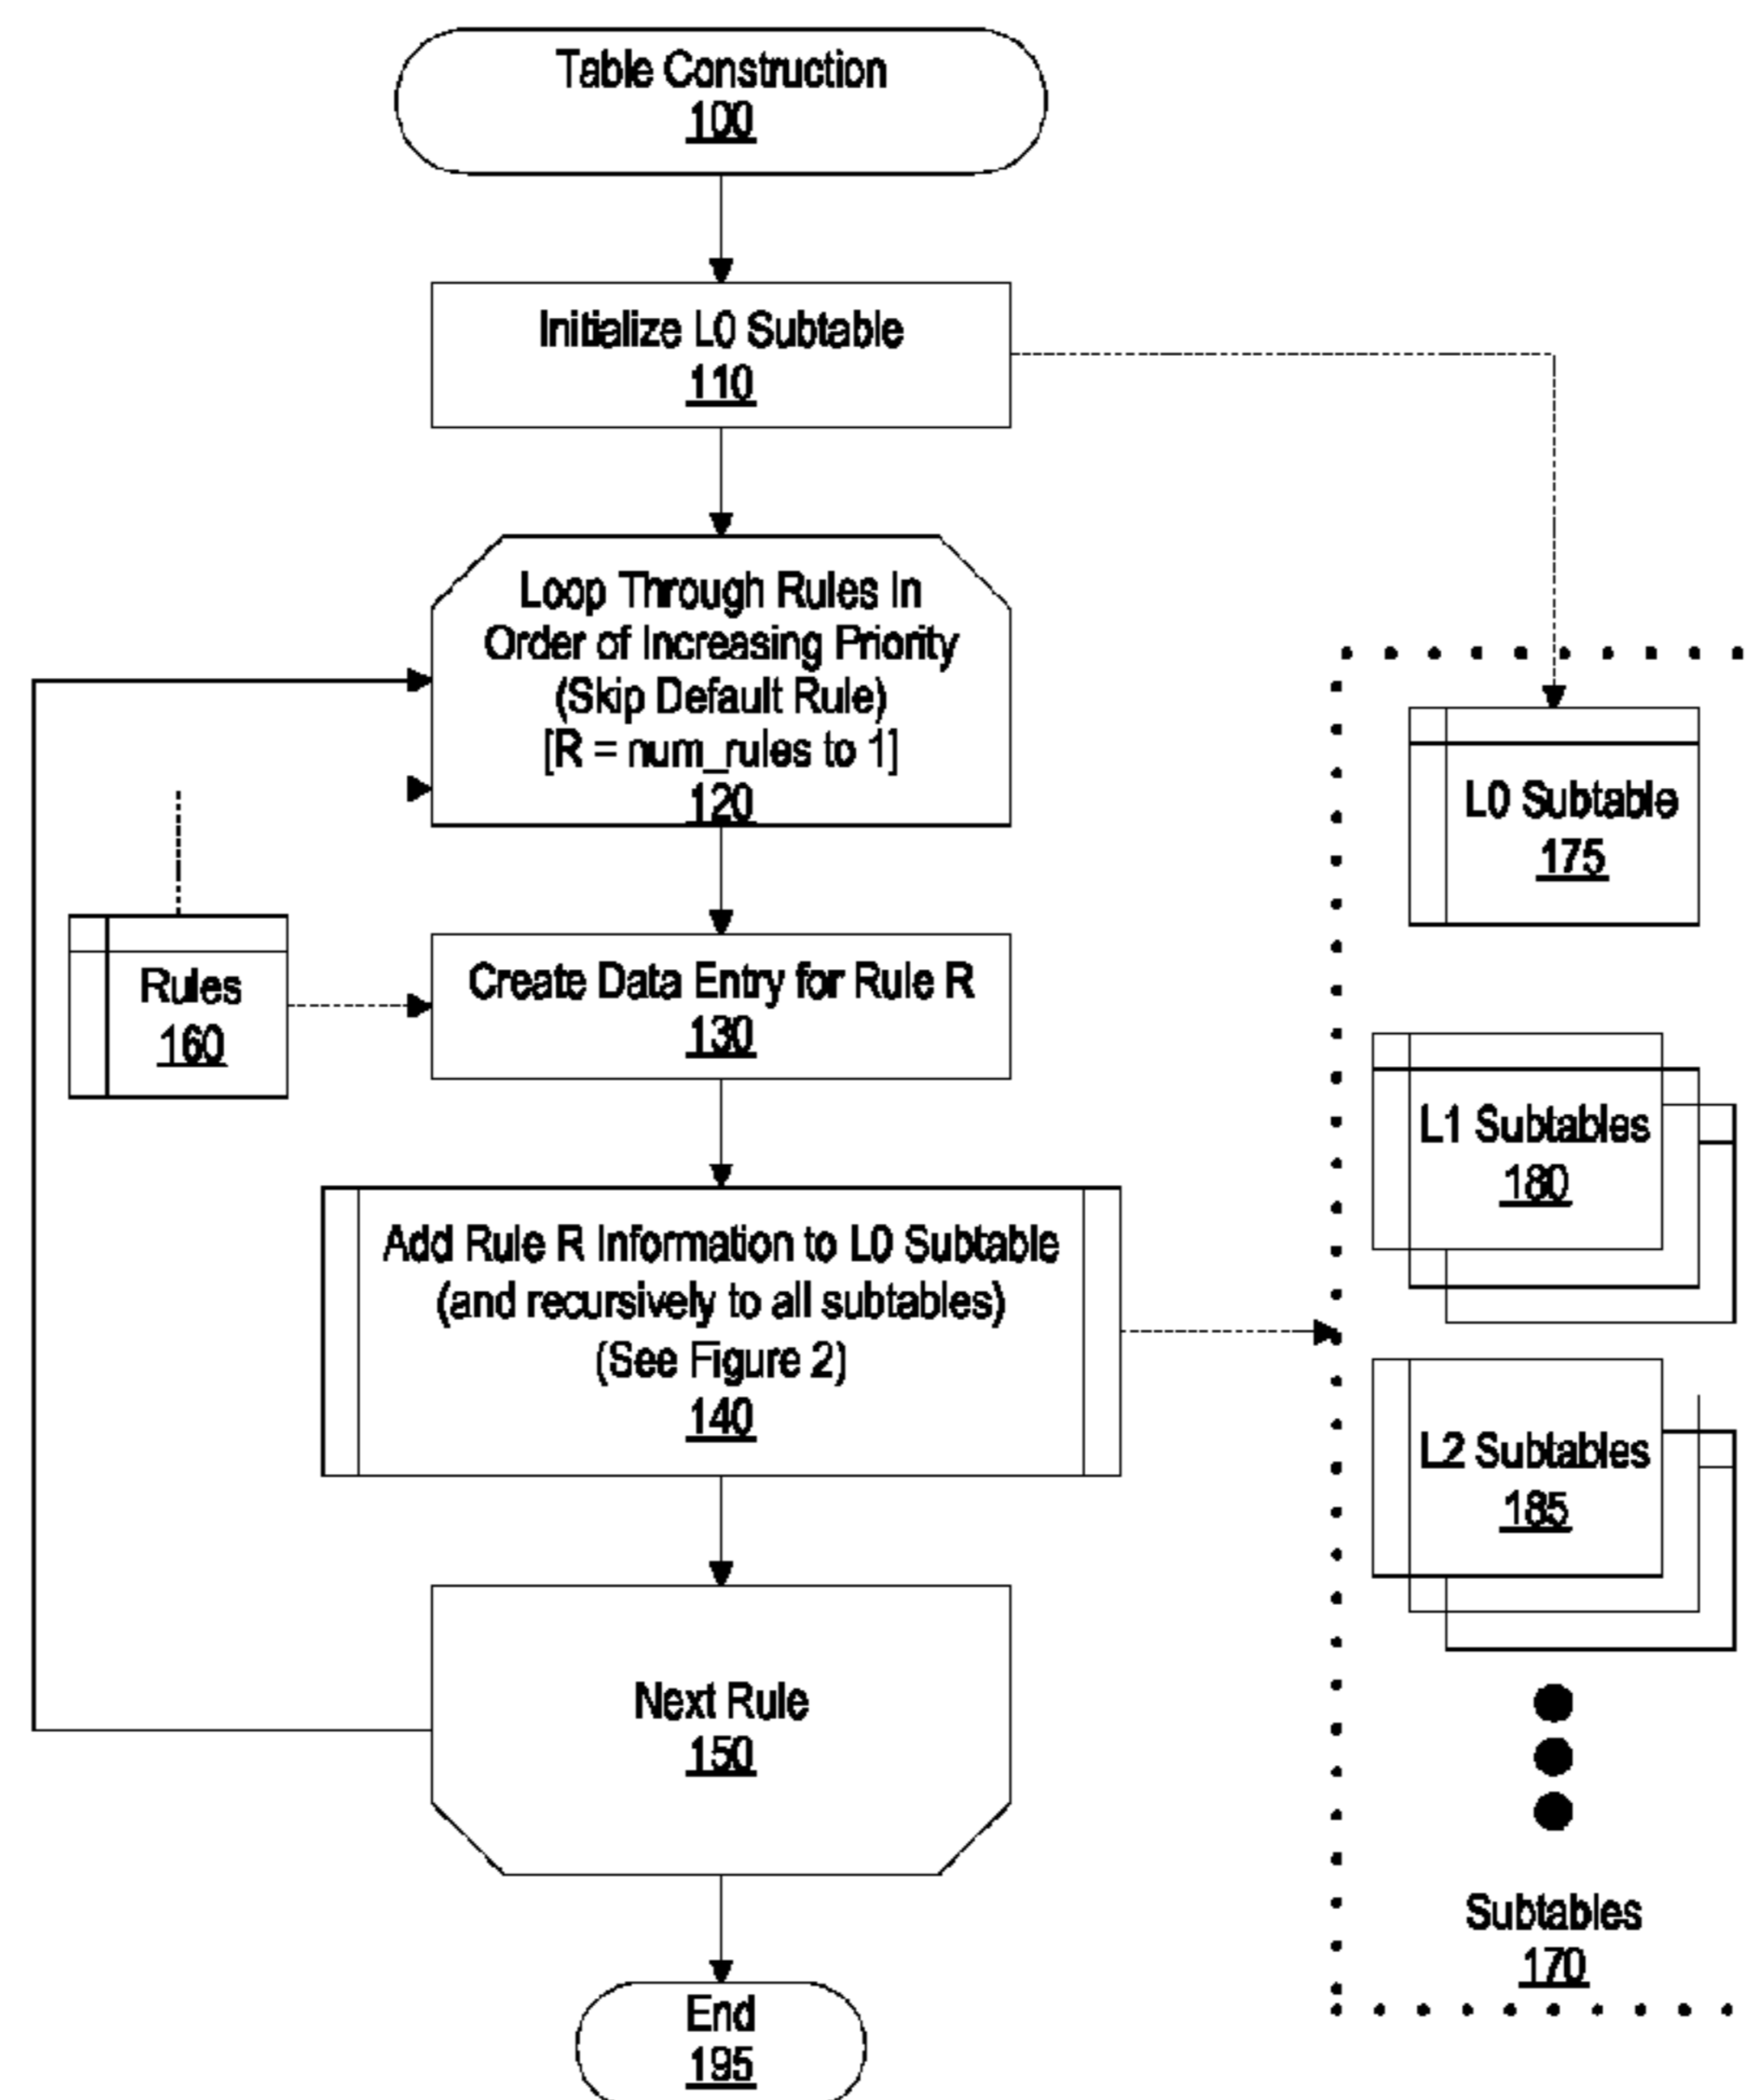 Table Construction
100
Initialize L0 Subtable
110
Loop Through Rules In
Order of Increasing Priority
(Skip Default Rule)
[R = num_rules to 1]
120
Rules
160
Create Data Entry for Rule R
130
Add Rule R Information to L0 Subtable
(and recursively to all subtables)
(See Figure 2)
140
Next Rule
150
End
195
L0 Subtable
175
L1 Subtables
180
L2 Subtables
185
Subtables
170